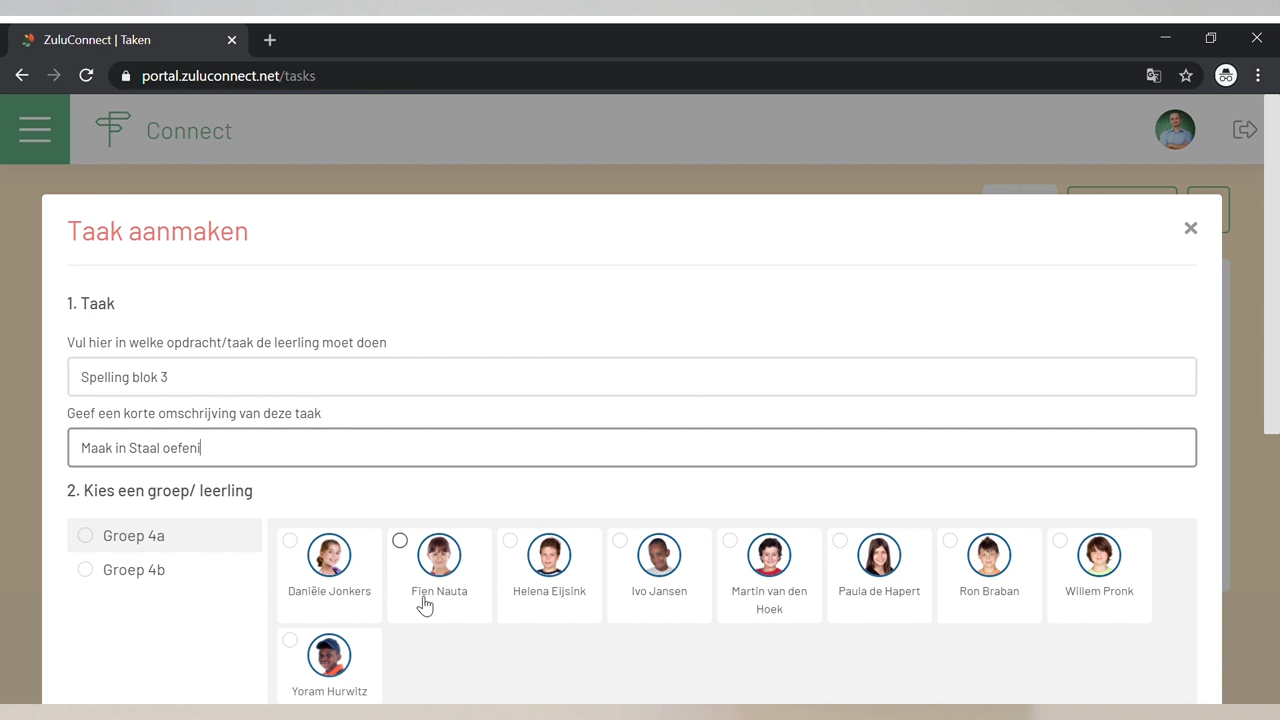 ZuluConnect | Taken
portal.zuluconnect.net/tasks
Connect
Taak aanmaken
1. Taak
Vul hier in welke opdracht/taak de leerling moet doen
Spelling blok 3
Geef een korte omschrijving van deze taak
Maak in Staal oefeni
2. Kies een groep/ leerling
Groep 4a
Groep 4b
Daniële Jonkers
Fien Nauta
Helena Eijsink
Ivo Jansen
Martin van den
Hoek
Paula de Hapert
Ron Braban
Willem Pronk
Yoram Hurwitz